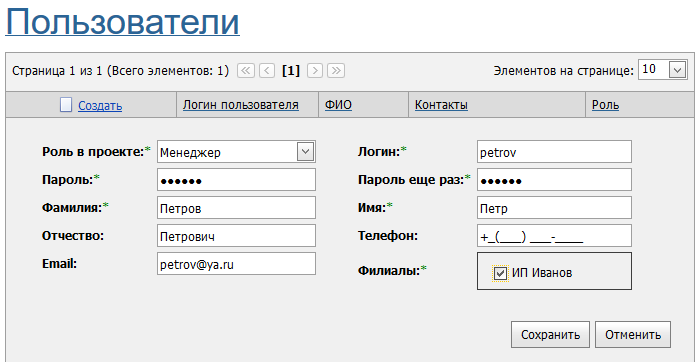 Пользователи
Страница 1 из 1 (Всего элементов: 1) [1] Элементов на странице: 10
Создать Логин пользователя ФИО Контакты Роль
Роль в проекте:* Менеджер Логин:* petrov
Пароль:* •••••• Пароль еще раз:* ••••••
Фамилия:* Петров Имя:* Петр
Отчество: Петрович Телефон: +_(___) ___-____
Email: petrov@ya.ru Филиалы:* ИП Иванов
Сохранить Отменить